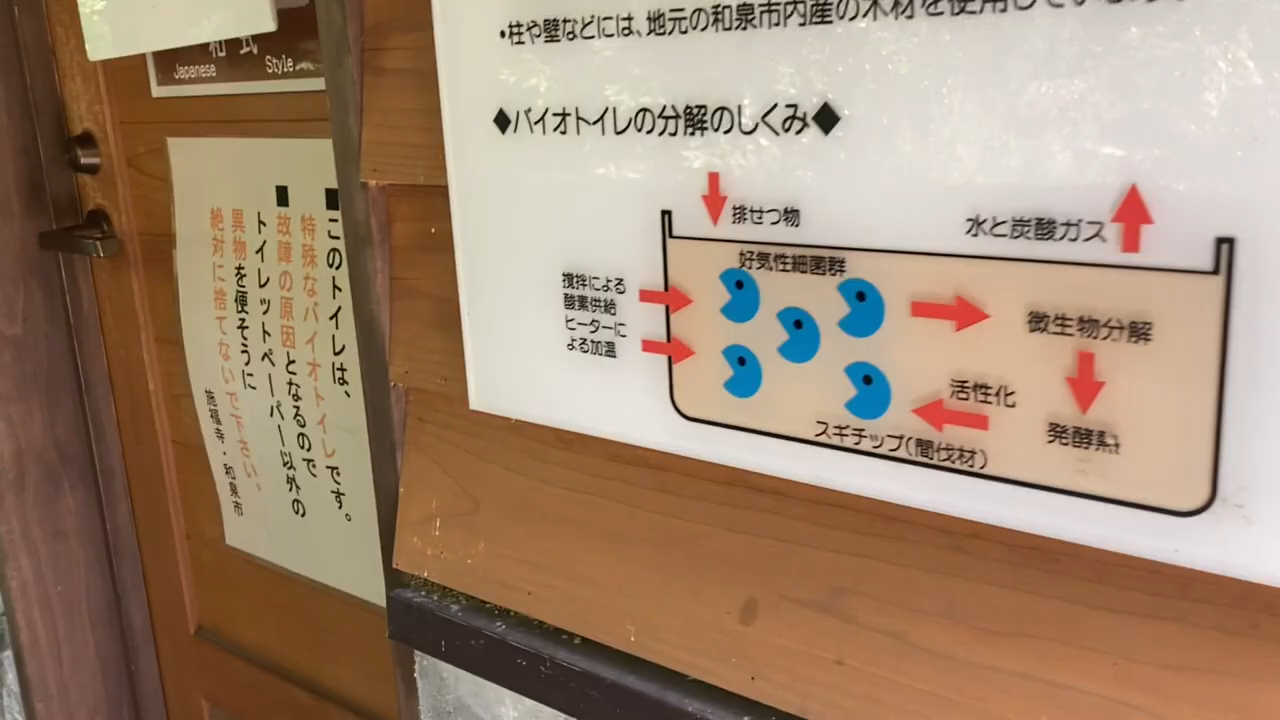 和式
Japanese Style
■このトイレは、
特殊なバイオトイレです。
■故障の原因となるので
トイレットペーパー以外の
異物を便そうに
絶対に捨てないで下さい。
施福寺・和泉市
•柱や壁などには、地元の和泉市内産の木材を使用してい
◆バイオトイレの分解のしくみ◆
排せつ物
水と炭酸ガス
好気性細菌群
撹拌による
酸素供給
ヒーターに
よる加温
微生物分解
活性化
発酵熱
スギチップ(間伐材)